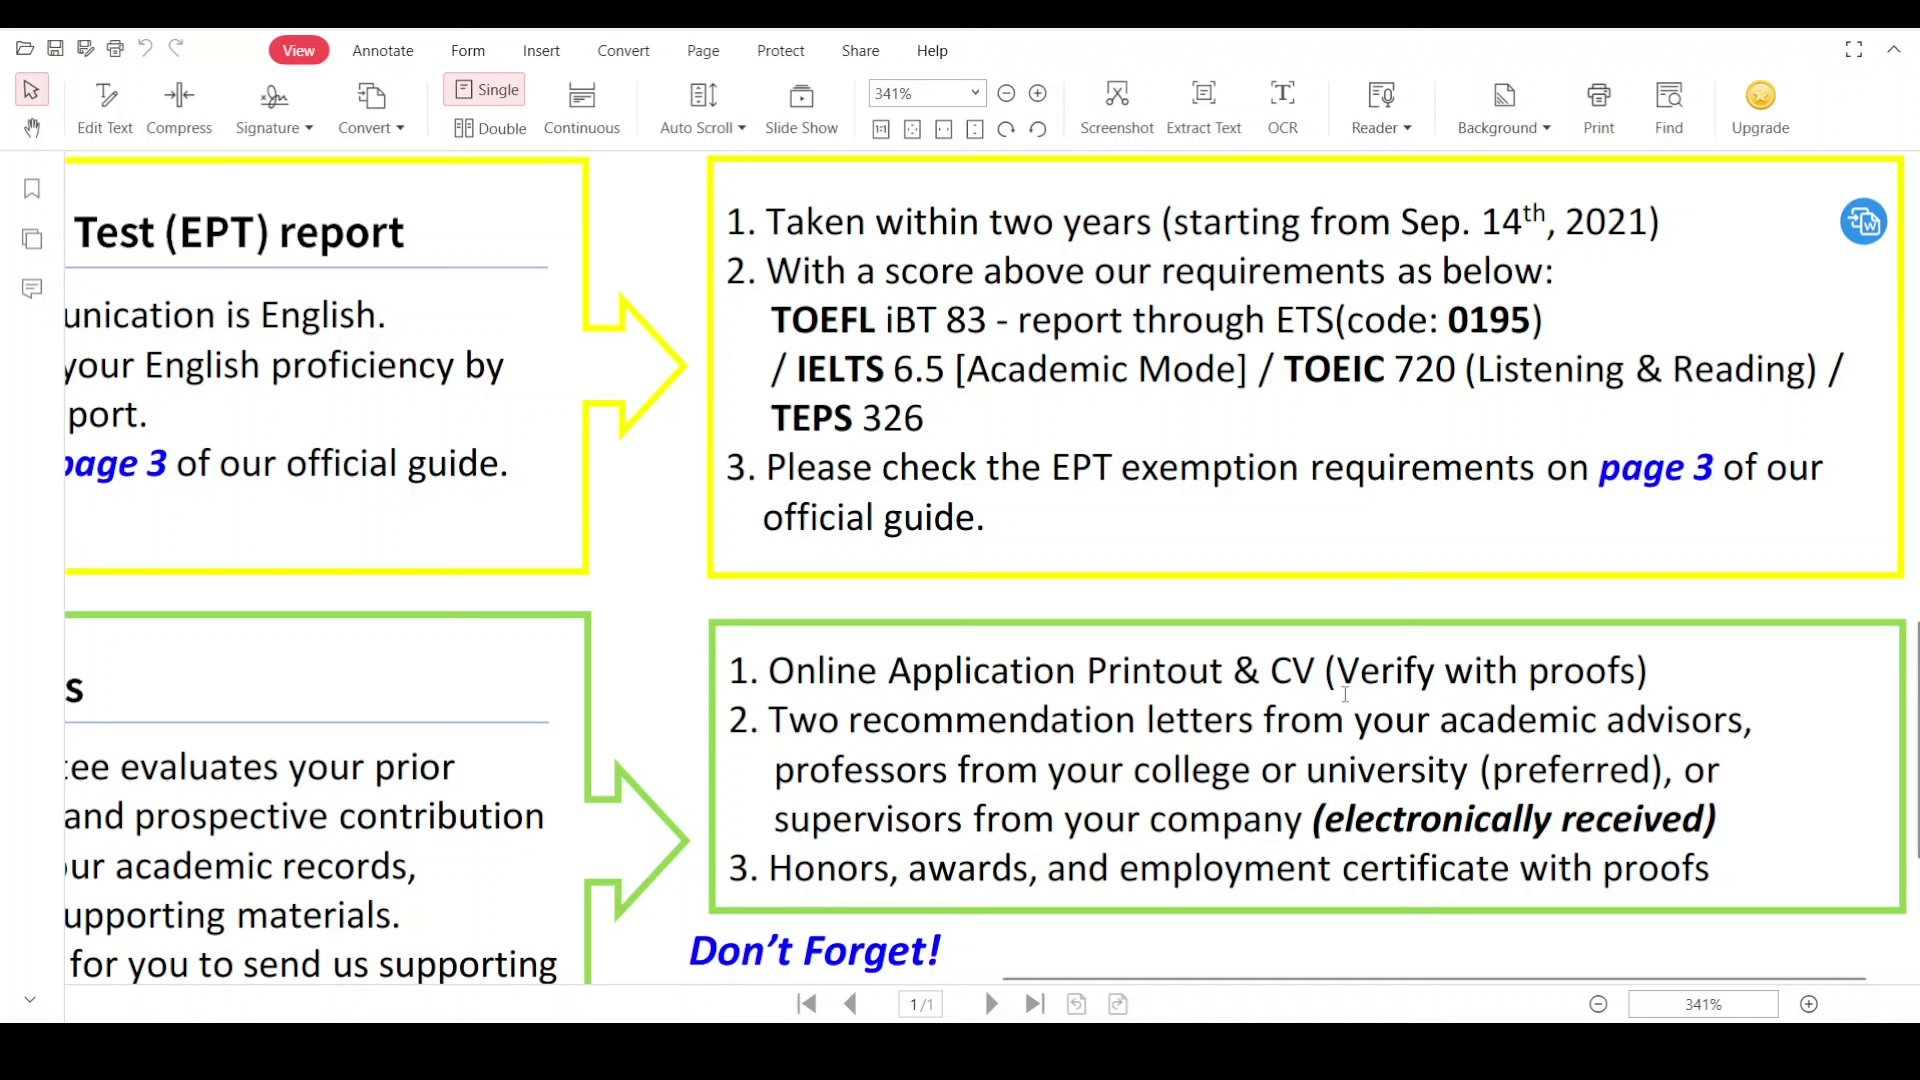 View Annotate Form Insert Convert Page Protect Share Help
Single 341%
Edit Text Compress Signature Convert Double Continuous Auto Scroll Slide Show Screenshot Extract Text OCR Reader Background Print Find Upgrade
Test (EPT) report
unication is English.
your English proficiency by
port.
page 3 of our official guide.
1. Taken within two years (starting from Sep. 14th, 2021)
2. With a score above our requirements as below:
TOEFL iBT 83 - report through ETS(code: 0195)
/ IELTS 6.5 [Academic Mode] / TOEIC 720 (Listening & Reading) /
TEPS 326
3. Please check the EPT exemption requirements on page 3 of our
official guide.
s
tee evaluates your prior
and prospective contribution
ur academic records,
upporting materials.
for you to send us supporting
1. Online Application Printout & CV (Verify with proofs)
2. Two recommendation letters from your academic advisors,
professors from your college or university (preferred), or
supervisors from your company (electronically received)
3. Honors, awards, and employment certificate with proofs
Don't Forget!
1/1
341%